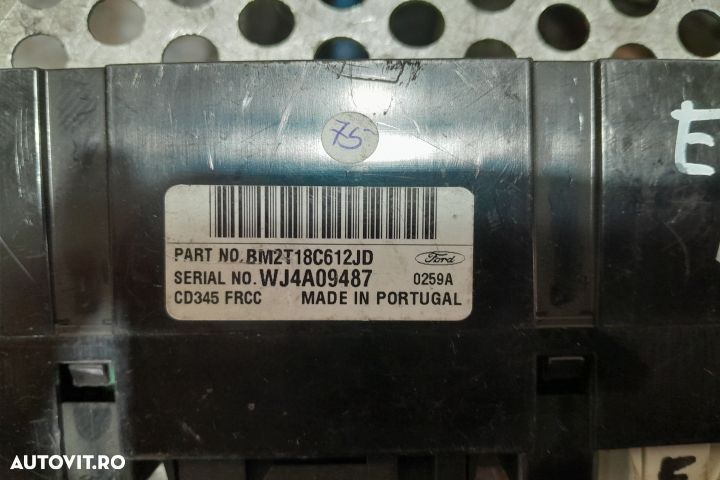 75
E
PART NO. BM2T18C612JD
Ford
SERIAL NO. WJ4A09487
0259A
CD345 FRCC
MADE IN PORTUGAL
E
AUTOVIT.RO